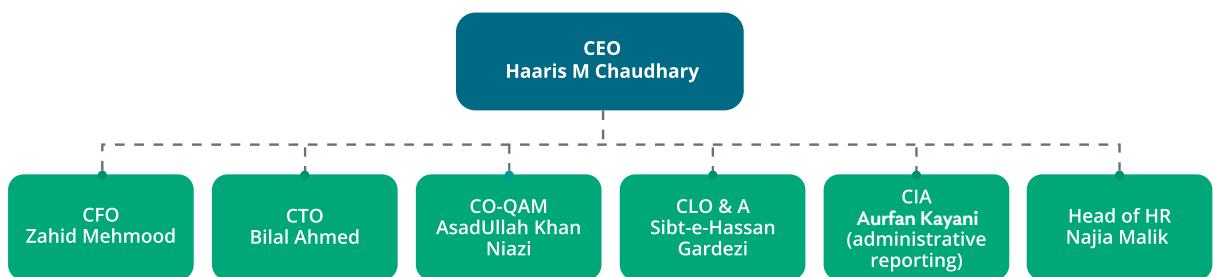 CEO
Haaris M Chaudhary
CFO
Zahid Mehmood
CTO
Bilal Ahmed
CO-QAM
AsadUllah Khan
Niazi
CLO & A
Sibt-e-Hassan
Gardezi
CIA
Aurfan Kayani
(administrative
reporting)
Head of HR
Najia Malik